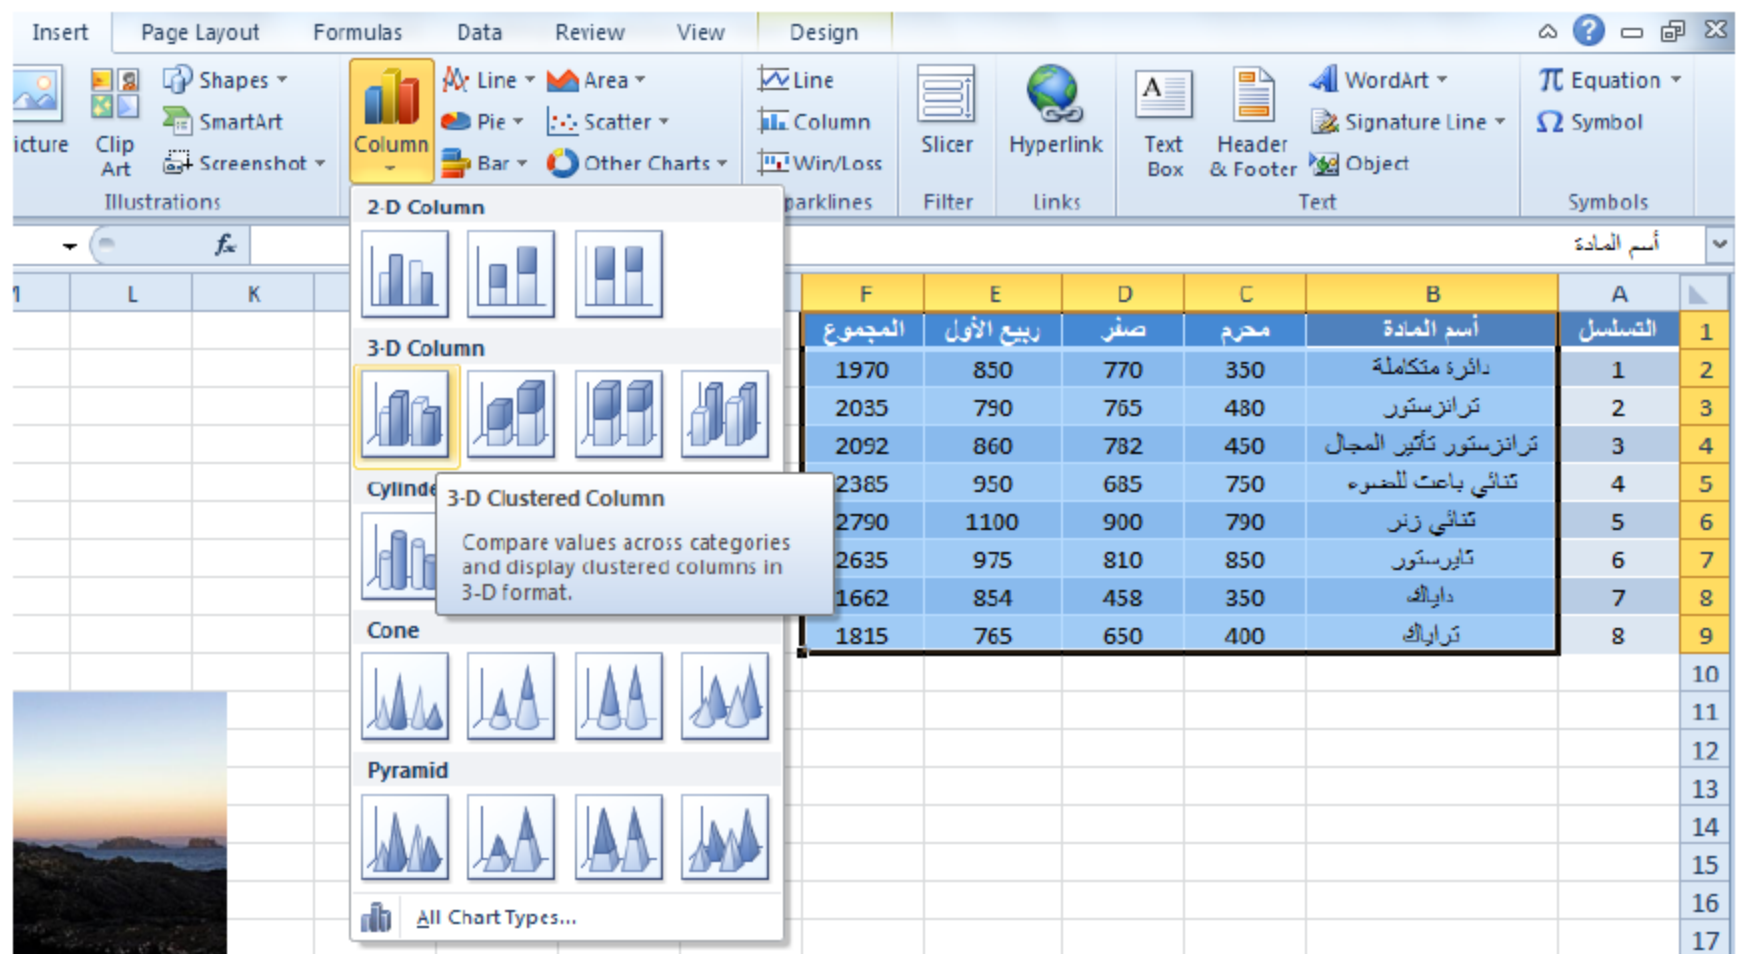 Insert Page Layout Formulas Data Review View Design
Shapes Line Area Line WordArt Equation
SmartArt Pie Scatter Column Signature Line Symbol
icture Clip Art Screenshot Column Bar Other Charts Win/Loss Slicer Hyperlink Text Box Header & Footer Object
Illustrations parklines Filter Links Text Symbols
fx أسم المادة
L K F E D C B A
2-D Column
3-D Column
Cylinde
3-D Clustered Column
Compare values across categories
and display clustered columns in
3-D format.
Cone
Pyramid
All Chart Types...
1 التسلسل أسم المادة محرم صفر ربيع الأول المجموع
2 1 دائرة متكاملة 350 770 850 1970
3 2 ترانزستور 480 765 790 2035
4 3 ترانزستور تأثير المجال 450 782 860 2092
5 4 ثنائي باعث للضوء 750 685 950 2385
6 5 ثنائي زنر 790 900 1100 2790
7 6 ثايرستور 850 810 975 2635
8 7 داياك 350 458 854 1662
9 8 ترياك 400 650 765 1815
10
11
12
13
14
15
16
17